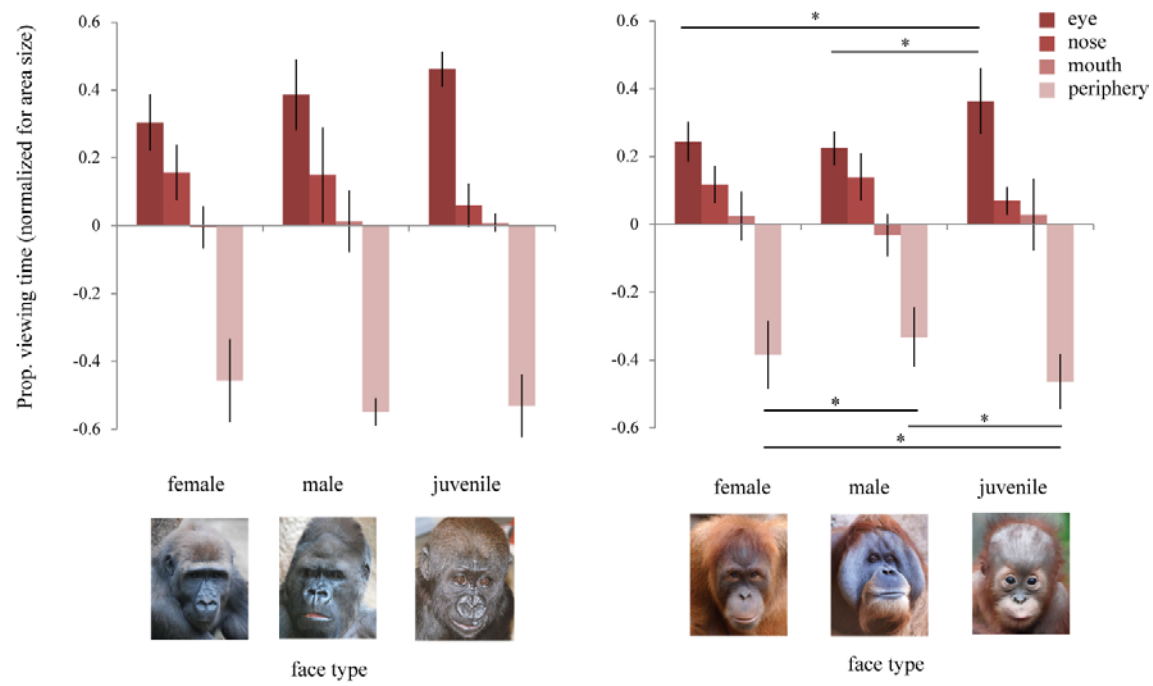 Prop. viewing time (normalized for area size)
0.6
0.4
0.2
0
-0.2
-0.4
-0.6
female male juvenile
face type
0.6
0.4
0.2
0
-0.2
-0.4
-0.6
*
*
*
*
*
eye
nose
mouth
periphery
female male juvenile
face type